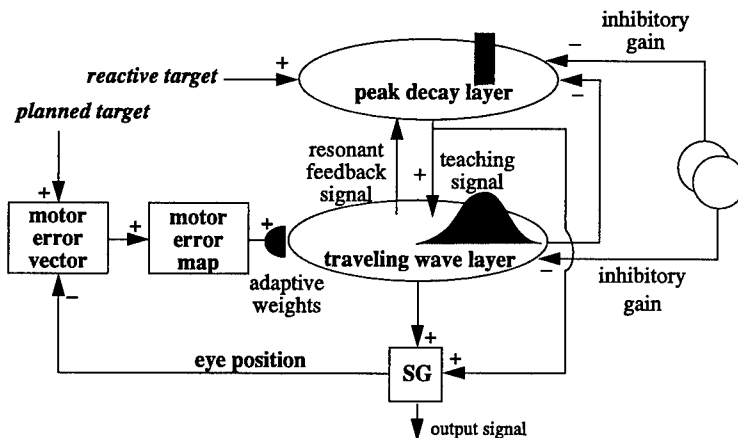 inhibitory
gain
+
−
reactive target
peak decay layer
−
planned target
resonant
feedback
signal
+
teaching
signal
+
motor
error
vector
+
motor
error
map
+
−
adaptive
weights
traveling wave layer
−
inhibitory
gain
eye position
+
SG
+
output signal